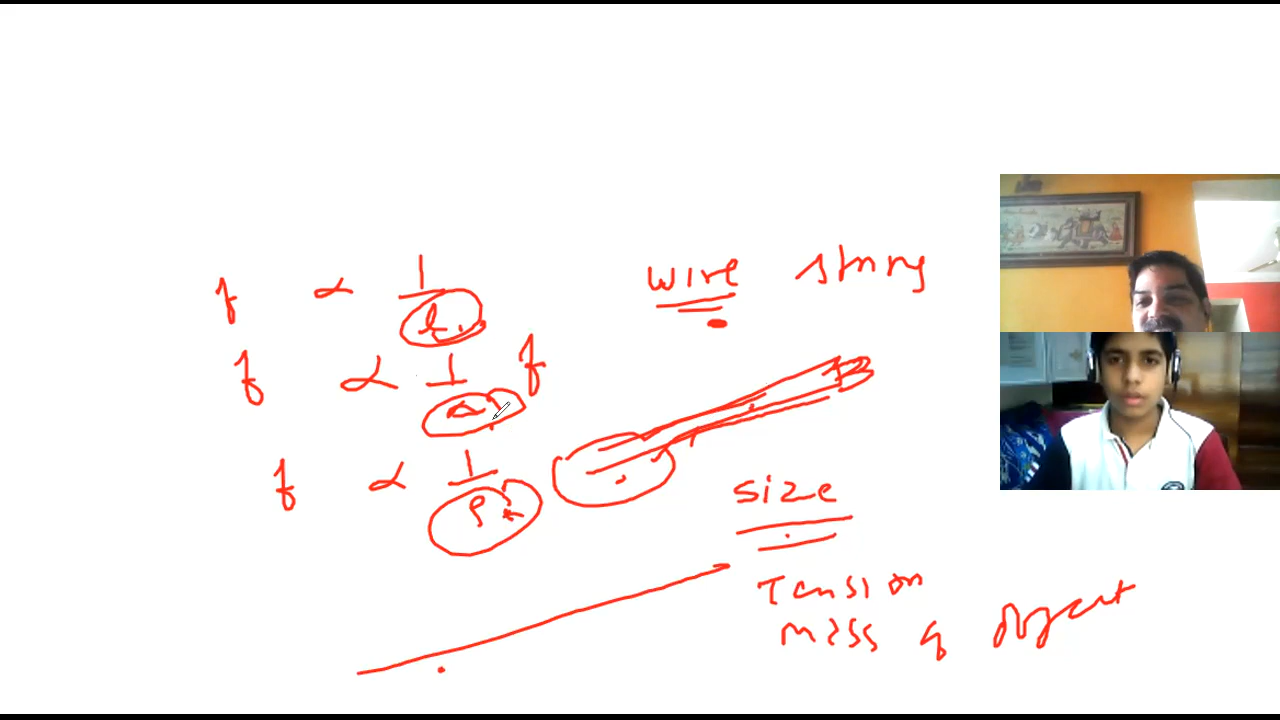 f ∝ 1/l
wire string
f ∝ 1/a f
f ∝ 1/ρ
size
Tension
mass of object